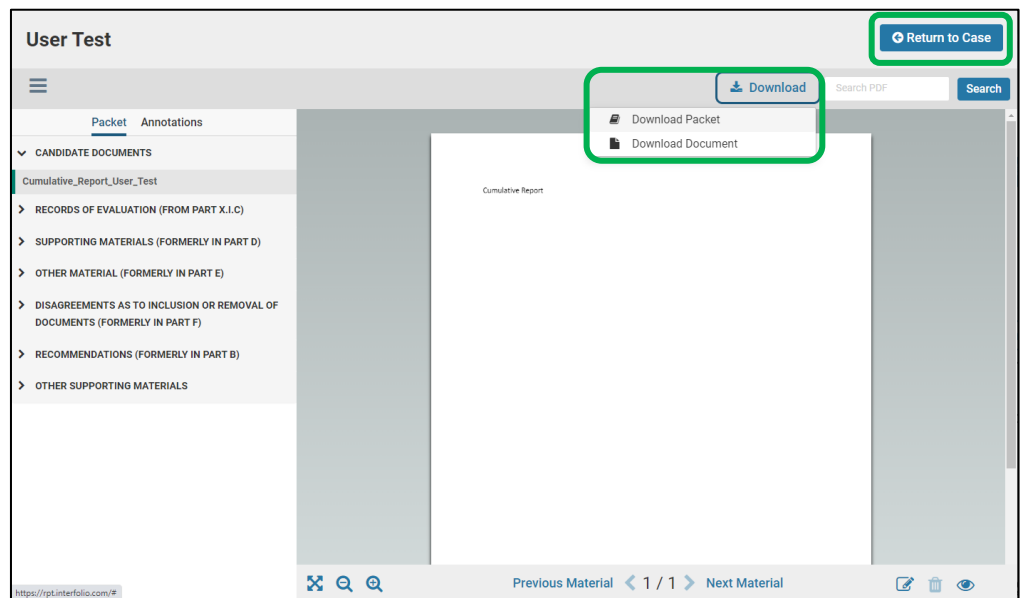 User Test
Return to Case
Download
Search PDF
Search
Download Packet
Download Document
Packet Annotations
CANDIDATE DOCUMENTS
Cumulative_Report_User_Test
RECORDS OF EVALUATION (FROM PART X.I.C)
SUPPORTING MATERIALS (FORMERLY IN PART D)
OTHER MATERIAL (FORMERLY IN PART E)
DISAGREEMENTS AS TO INCLUSION OR REMOVAL OF
DOCUMENTS (FORMERLY IN PART F)
RECOMMENDATIONS (FORMERLY IN PART B)
OTHER SUPPORTING MATERIALS
Cumulative Report
Previous Material 1 / 1 Next Material
https://rpt.interfolio.com/#